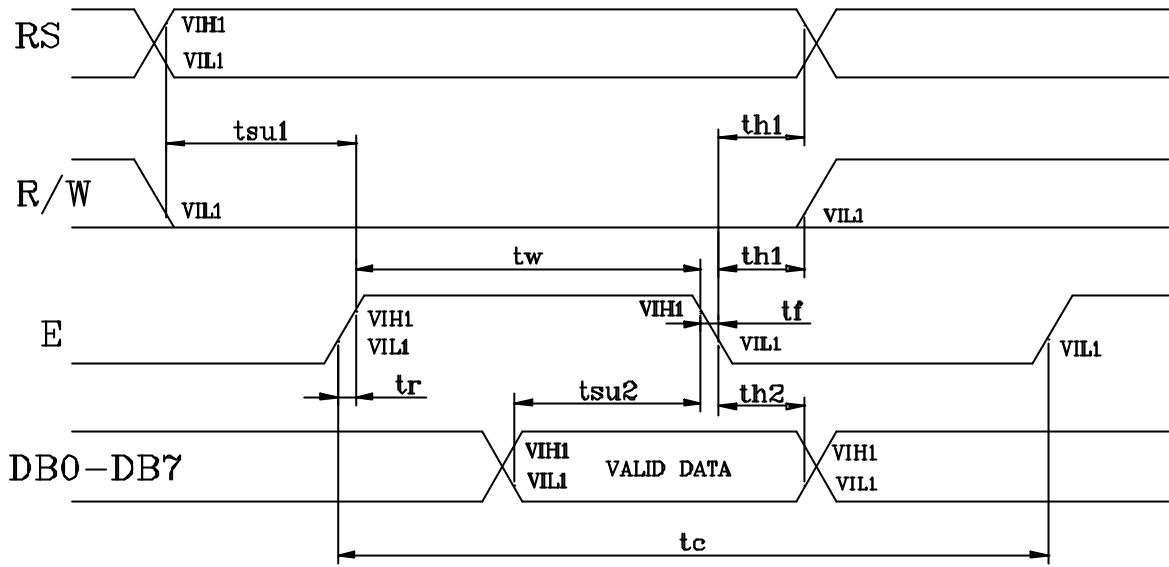 RS
VIH1
VIL1
tsu1
th1
R/W
VIL1
VIL1
tw
th1
E
VIH1
VIL1
VIH1
tf
VIL1
VIL1
tr
tsu2
th2
DB0-DB7
VIH1
VIL1
VALID DATA
VIH1
VIL1
tc